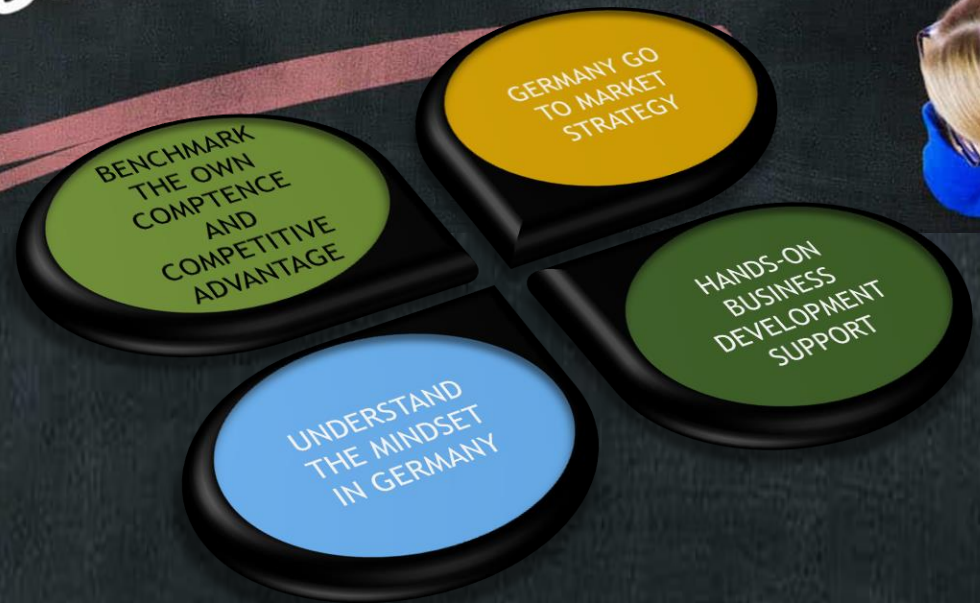 BENCHMARK
THE OWN
COMPTENCE
AND
COMPETITIVE
ADVANTAGE
GERMANY GO
TO MARKET
STRATEGY
HANDS-ON
BUSINESS
DEVELOPMENT
SUPPORT
UNDERSTAND
THE MINDSET
IN GERMANY